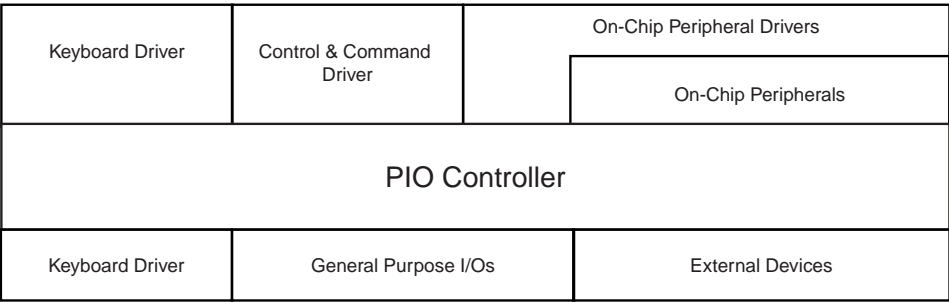 Keyboard Driver
Control & Command
Driver
On-Chip Peripheral Drivers
On-Chip Peripherals
PIO Controller
Keyboard Driver
General Purpose I/Os
External Devices